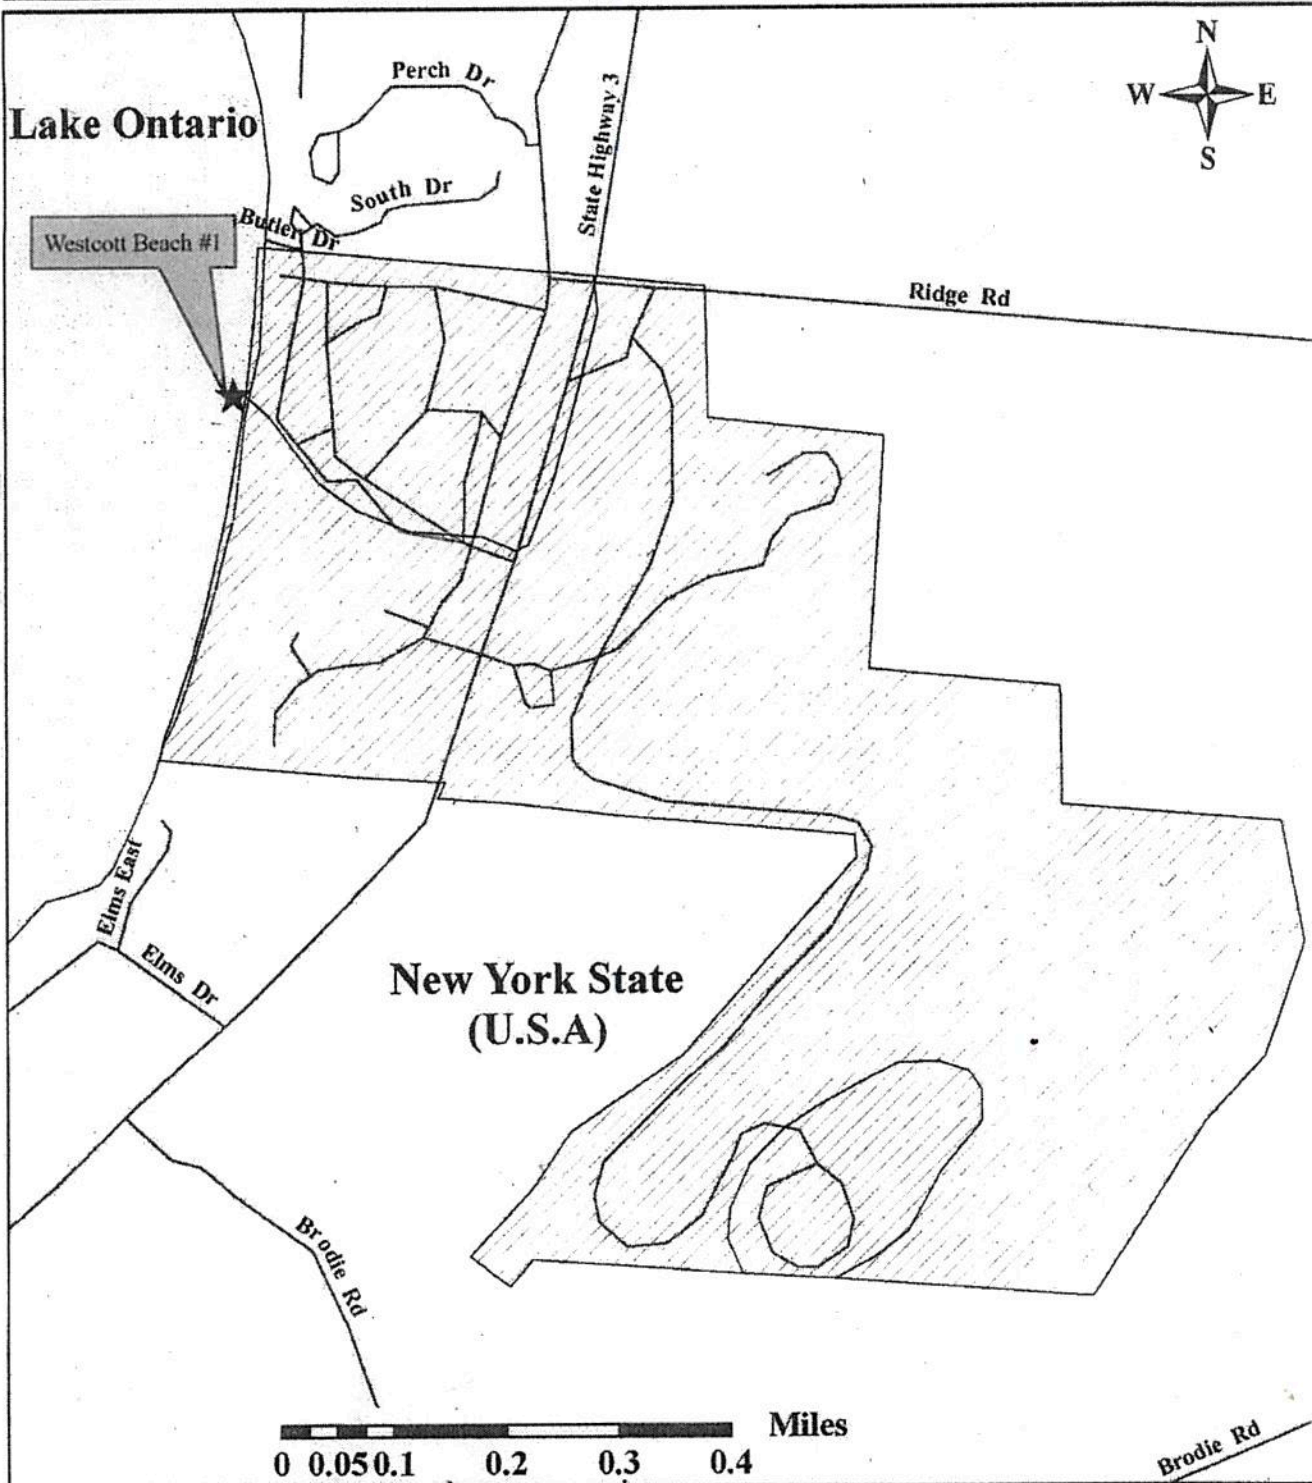 N
Perch Dr
W E
Lake Ontario
State Highway 3
S
South Dr
Butler Dr
Westcott Beach #1
Ridge Rd
Elms East
Elms Dr
New York State
(U.S.A)
Brodie Rd
Miles
0 0.05 0.1 0.2 0.3 0.4
Brodie Rd